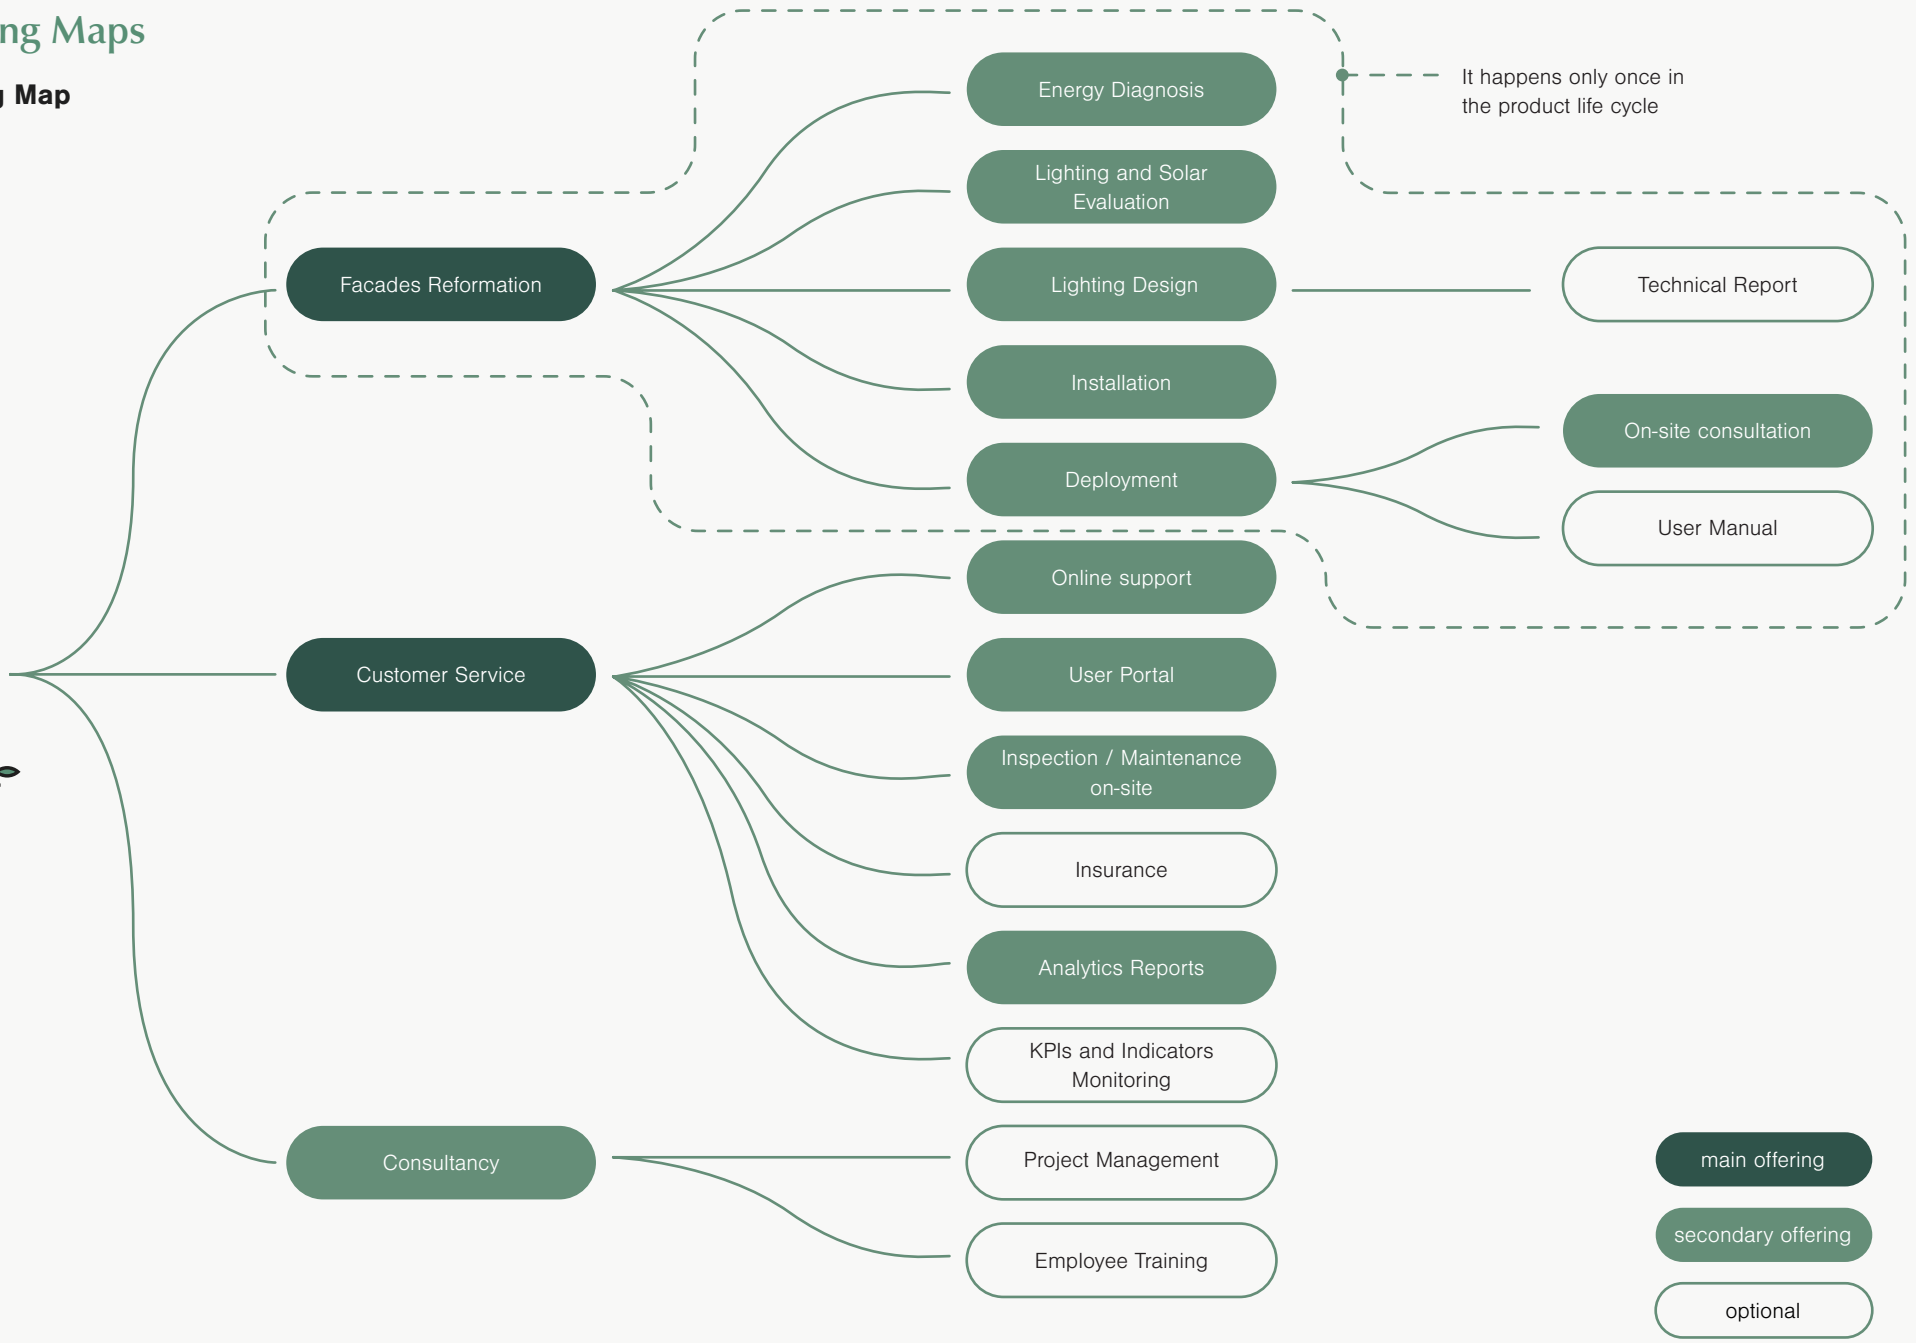 ng Maps
g Map
It happens only once in
the product life cycle
Facades Reformation
Energy Diagnosis
Lighting and Solar
Evaluation
Lighting Design
Installation
Deployment
Technical Report
On-site consultation
User Manual
Customer Service
Online support
User Portal
Inspection / Maintenance
on-site
Insurance
Analytics Reports
KPIs and Indicators
Monitoring
Consultancy
Project Management
Employee Training
main offering
secondary offering
optional